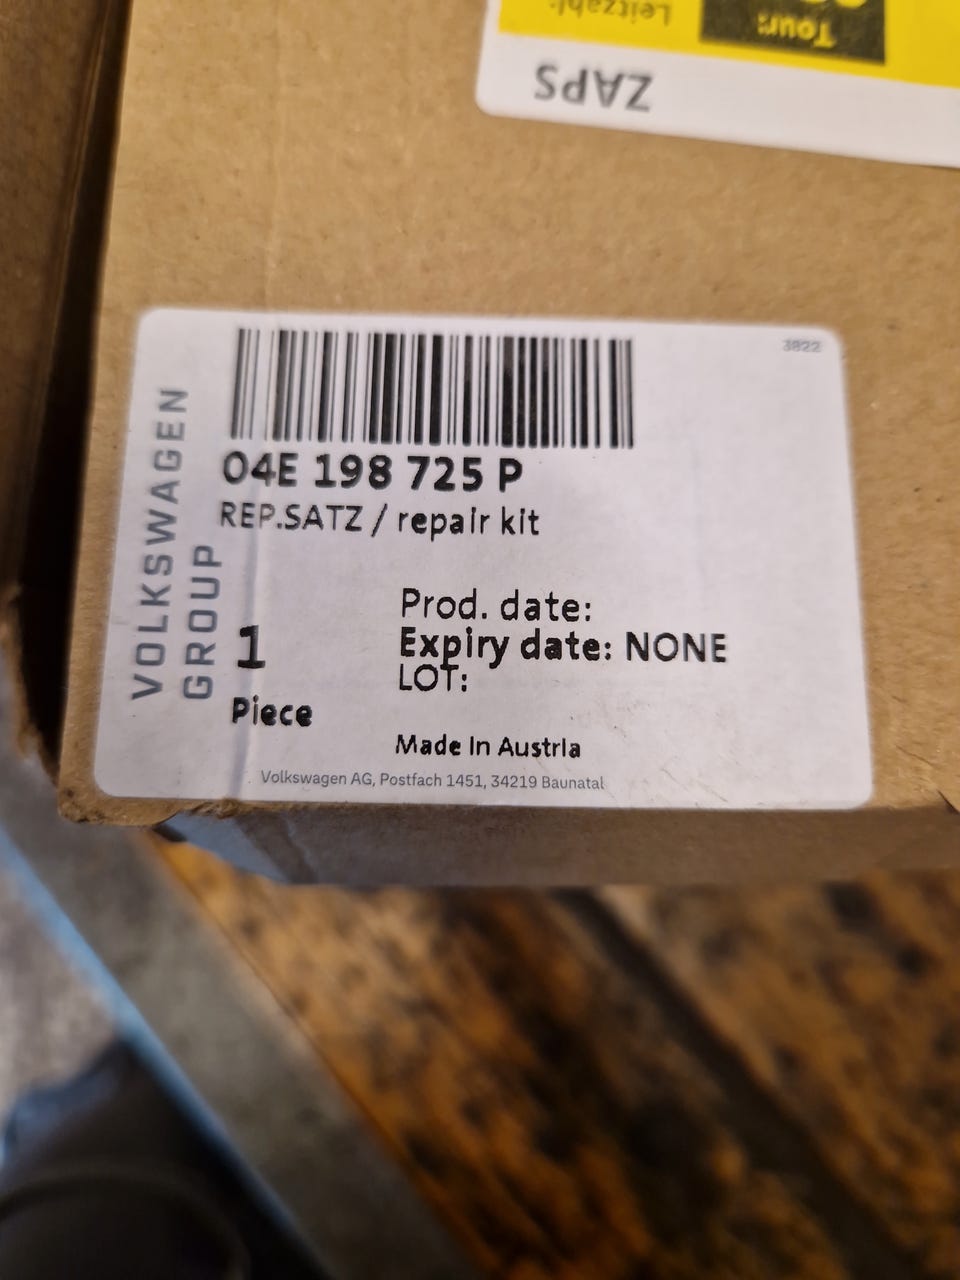 Leitzahl:
Tour:
ZAPS
3822
VOLKSWAGEN
GROUP
04E 198 725 P
REP.SATZ / repair kit
Prod. date:
Expiry date: NONE
LOT:
1
Piece
Made in Austria
Volkswagen AG, Postfach 1451, 34219 Baunatal